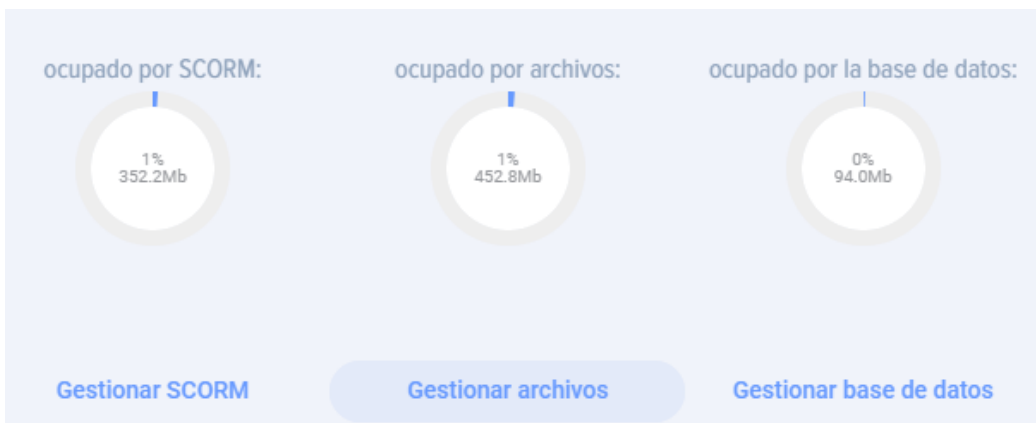 ocupado por SCORM:
ocupado por archivos:
ocupado por la base de datos:
1%
352.2Mb
1%
452.8Mb
0%
94.0Mb
Gestionar SCORM
Gestionar archivos
Gestionar base de datos